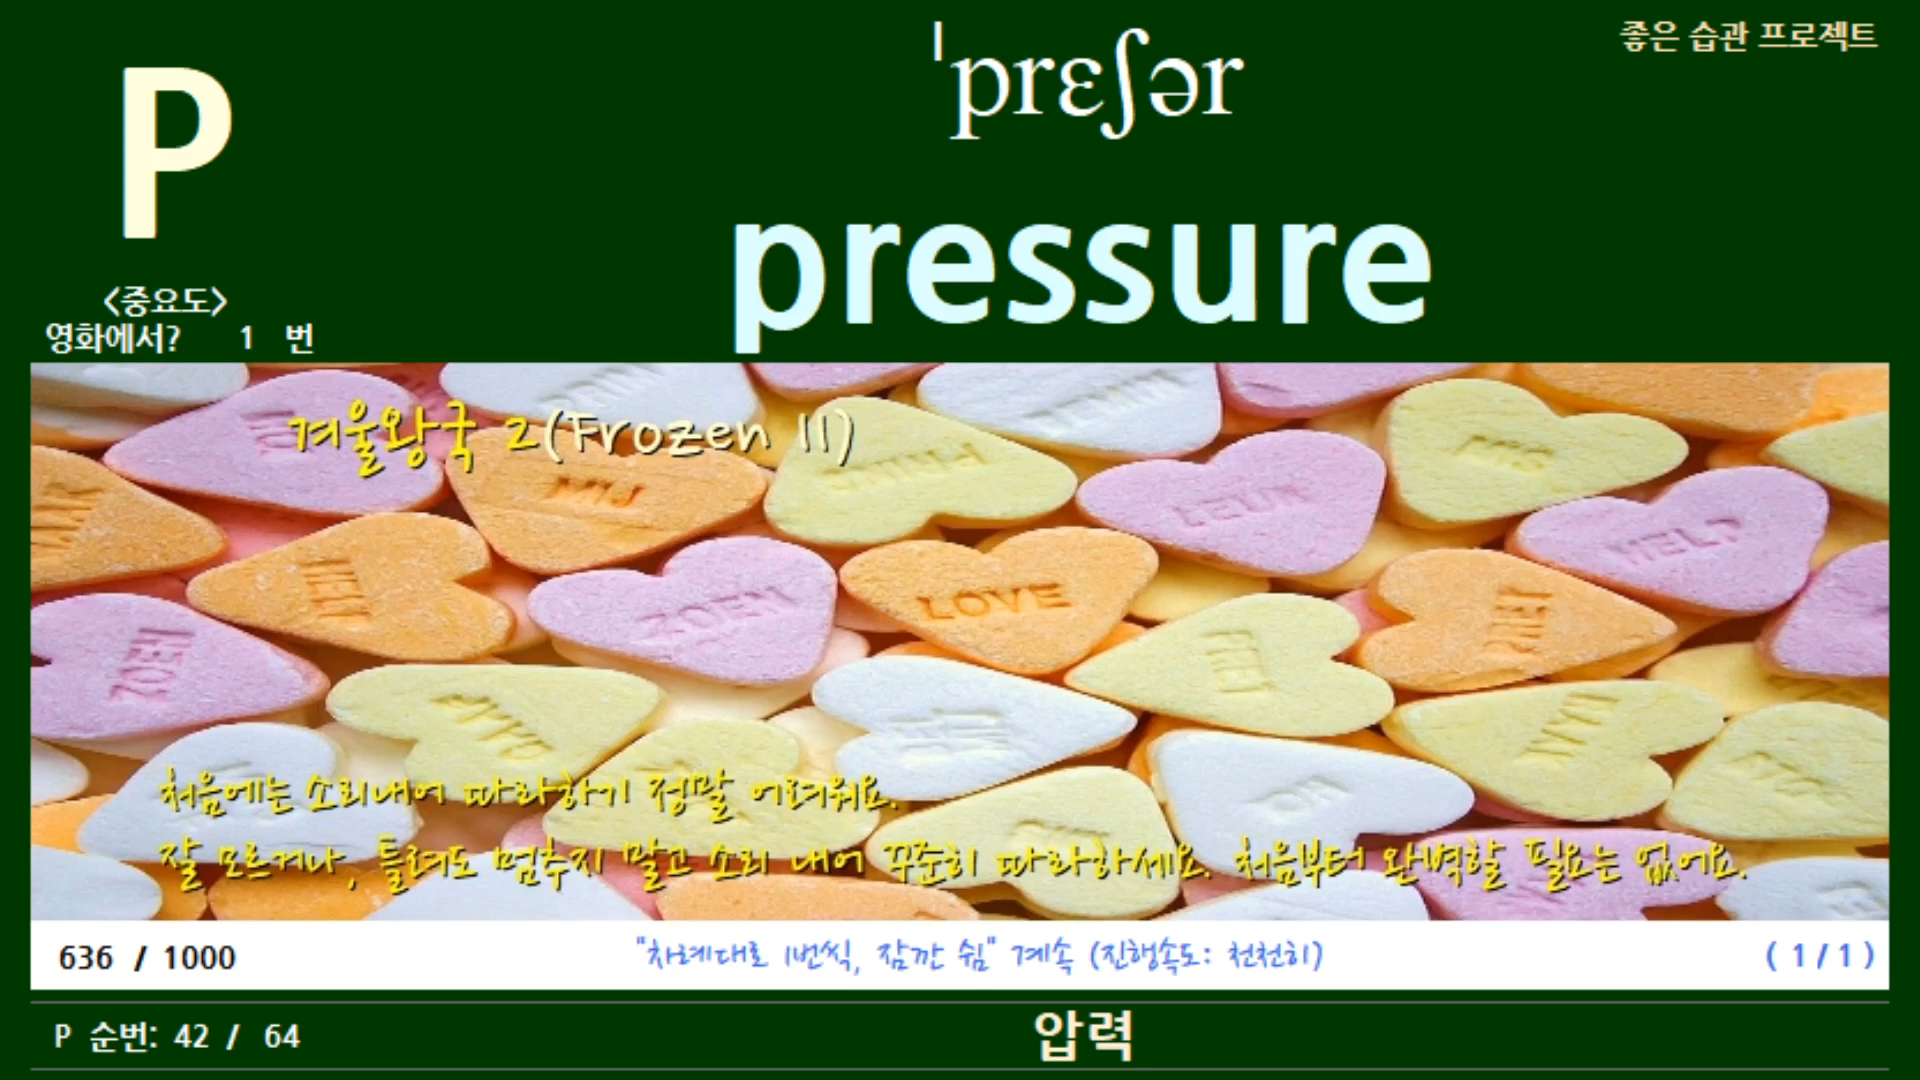 좋은 습관 프로젝트
P
ˈprɛʃər
pressure
<중요도>
영화에서? 1 번
겨울왕국 2(Frozen II)
MIJ
LEUK
HELP
ZOEN
LOVE
처음에는 소리내어 따라하기 정말 어려워요.
잘 모르거나, 틀려도 멈추지 말고 소리 내어 꾸준히 따라하세요. 처음부터 완벽할 필요는 없어요.
636 / 1000
"차례대로 1번씩, 잠깐 쉼" 계속 (진행속도: 천천히)
( 1 / 1 )
P 순번: 42 / 64
압력